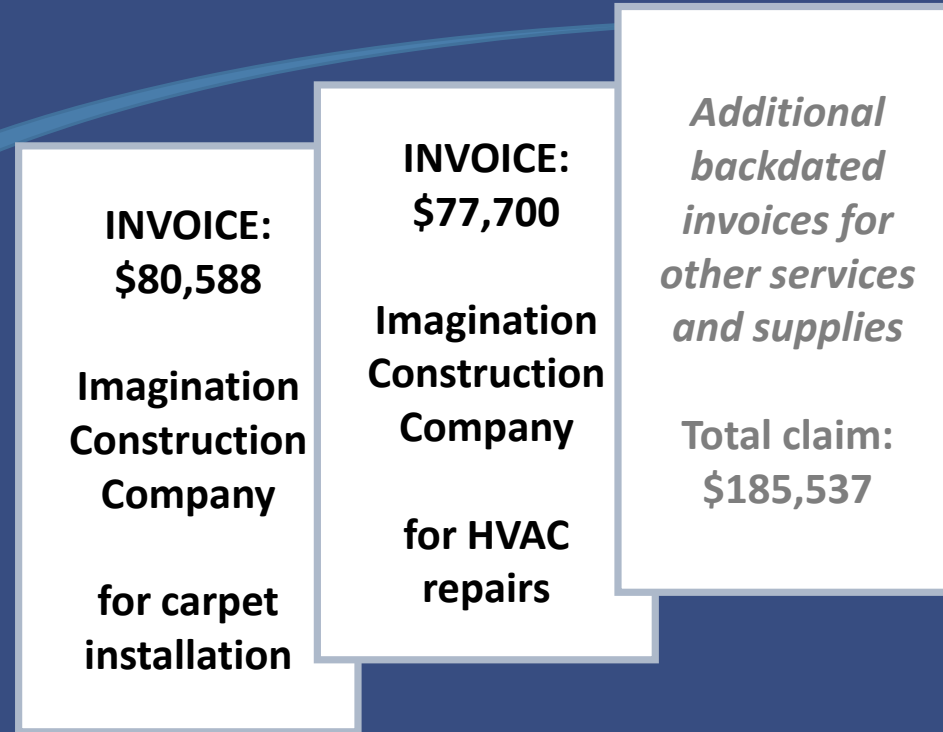 INVOICE:
$80,588
Imagination
Construction
Company
for carpet
installation
INVOICE:
$77,700
Imagination
Construction
Company
for HVAC
repairs
Additional
backdated
invoices for
other services
and supplies
Total claim:
$185,537